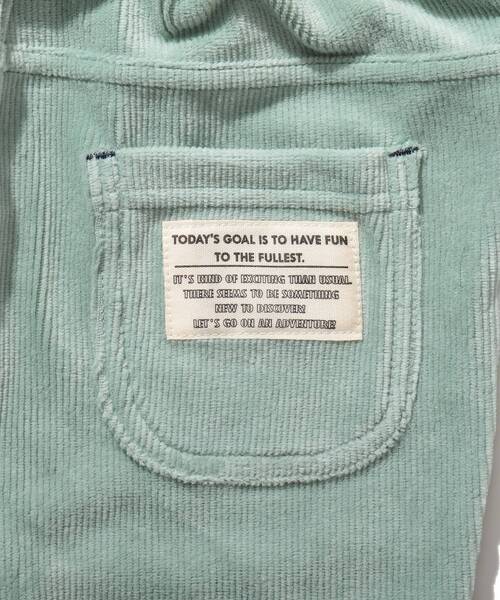 TODAY'S GOAL IS TO HAVE FUN
TO THE FULLEST.
IT'S KIND OF EXCITING THAN USUAL
THERE SEEMS TO BE SOMETHING
NEW TO DISCOVER!
LET'S GO ON AN ADVENTURE!